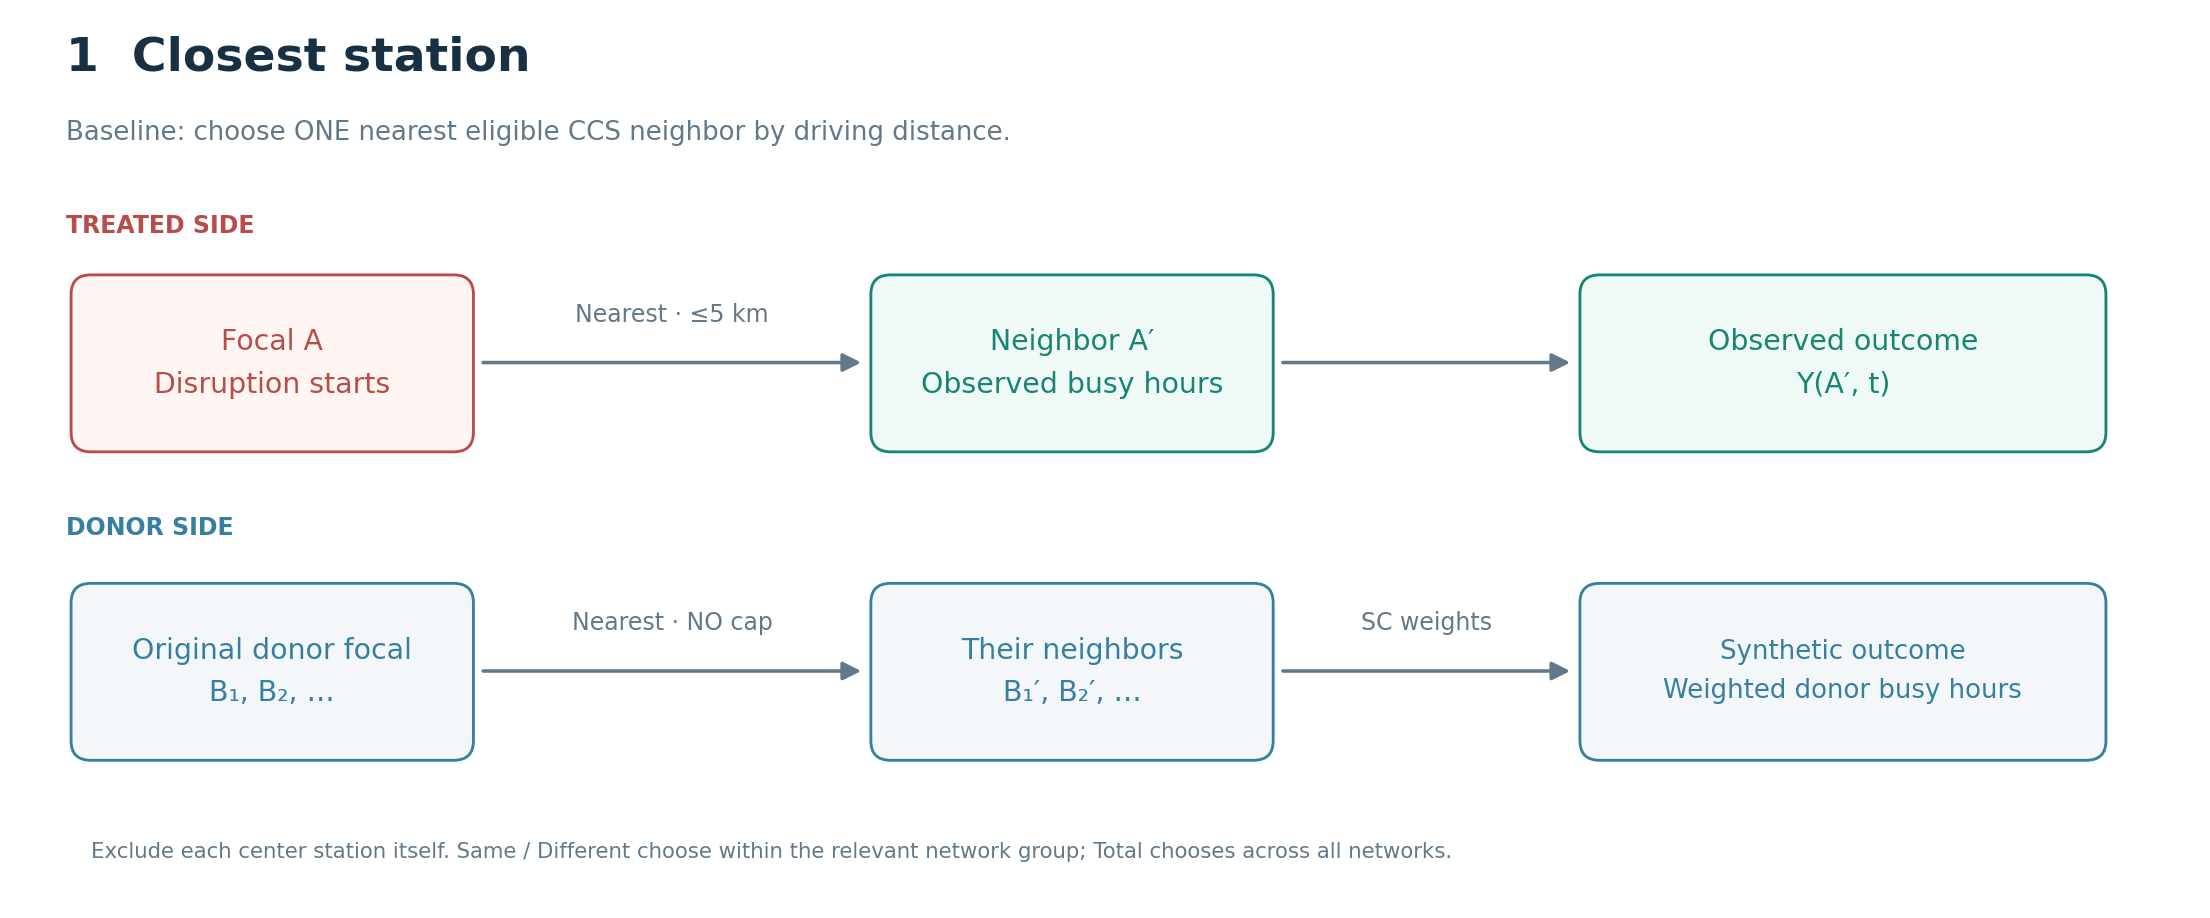 1 Closest station
Baseline: choose ONE nearest eligible CCS neighbor by driving distance.
TREATED SIDE
Focal A
Disruption starts
Nearest · ≤5 km
Neighbor A′
Observed busy hours
Observed outcome
Y(A′, t)
DONOR SIDE
Original donor focal
B₁, B₂, …
Nearest · NO cap
Their neighbors
B₁′, B₂′, …
SC weights
Synthetic outcome
Weighted donor busy hours
Exclude each center station itself. Same / Different choose within the relevant network group; Total chooses across all networks.